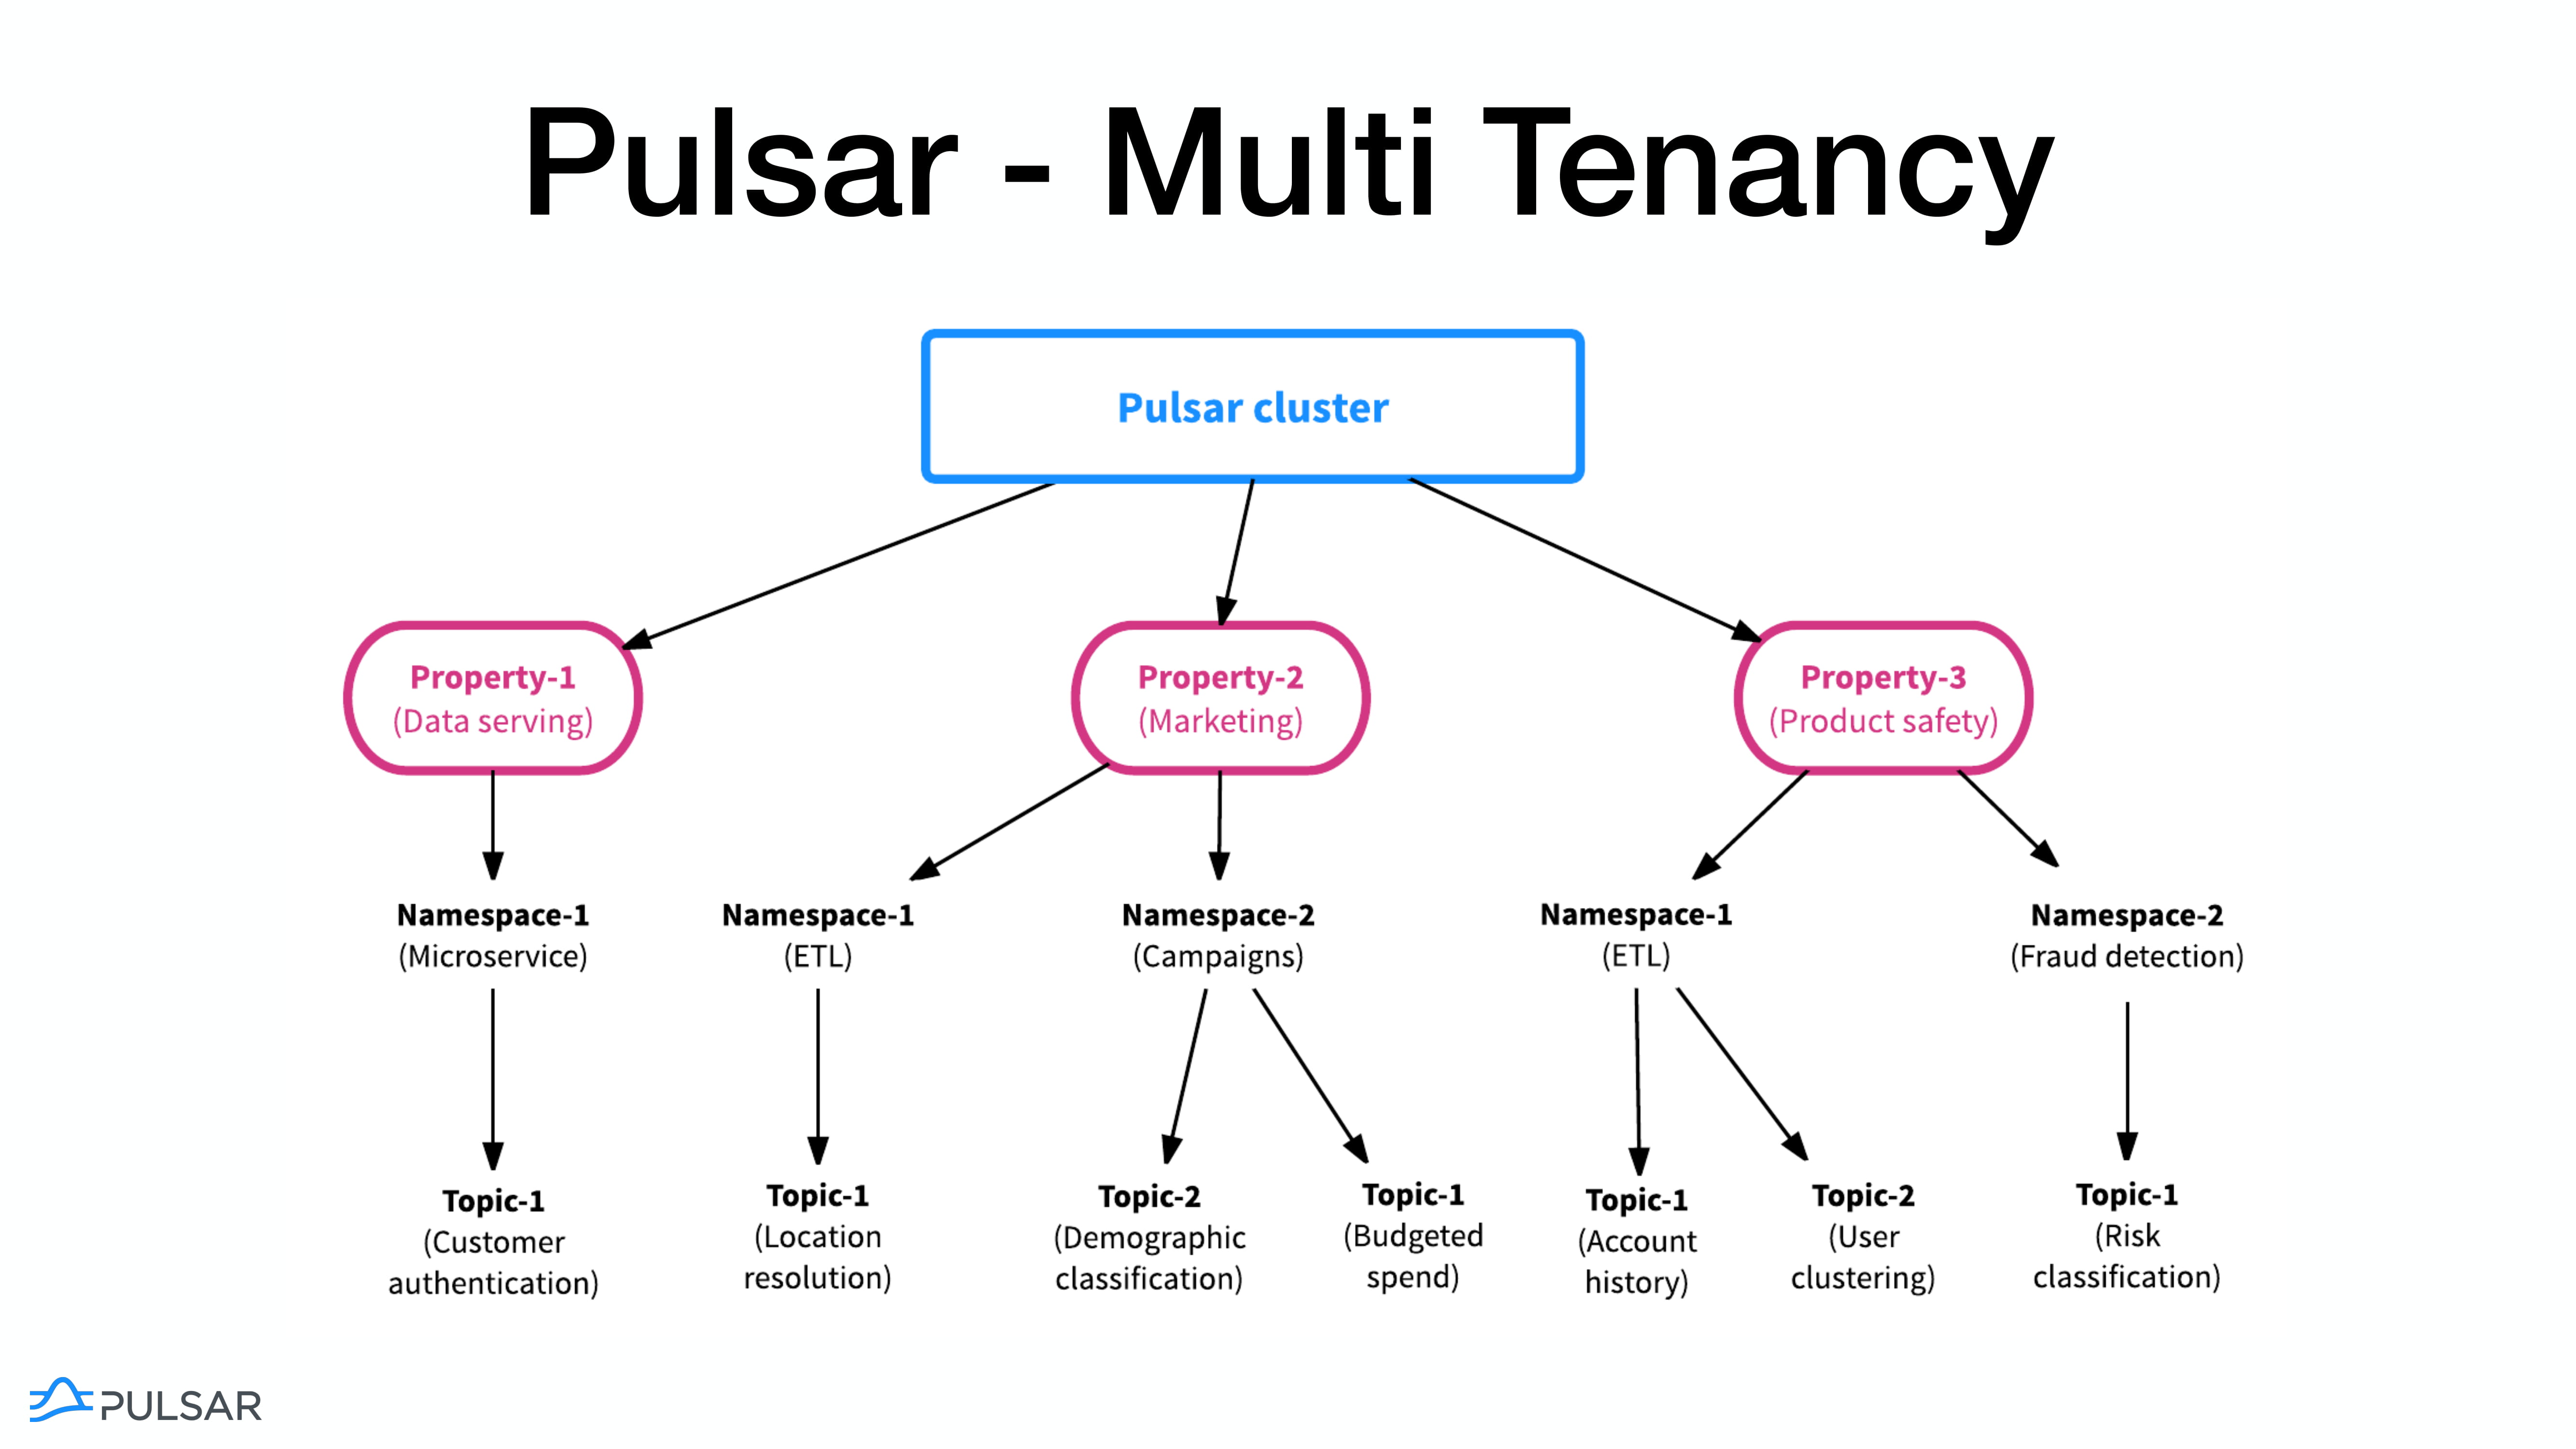 Pulsar - Multi Tenancy
Pulsar cluster
Property-1
(Data serving)
Property-2
(Marketing)
Property-3
(Product safety)
Namespace-1
(Microservice)
Namespace-1
(ETL)
Namespace-2
(Campaigns)
Namespace-1
(ETL)
Namespace-2
(Fraud detection)
Topic-1
(Customer
authentication)
Topic-1
(Location
resolution)
Topic-2
(Demographic
classification)
Topic-1
(Budgeted
spend)
Topic-1
(Account
history)
Topic-2
(User
clustering)
Topic-1
(Risk
classification)
PULSAR